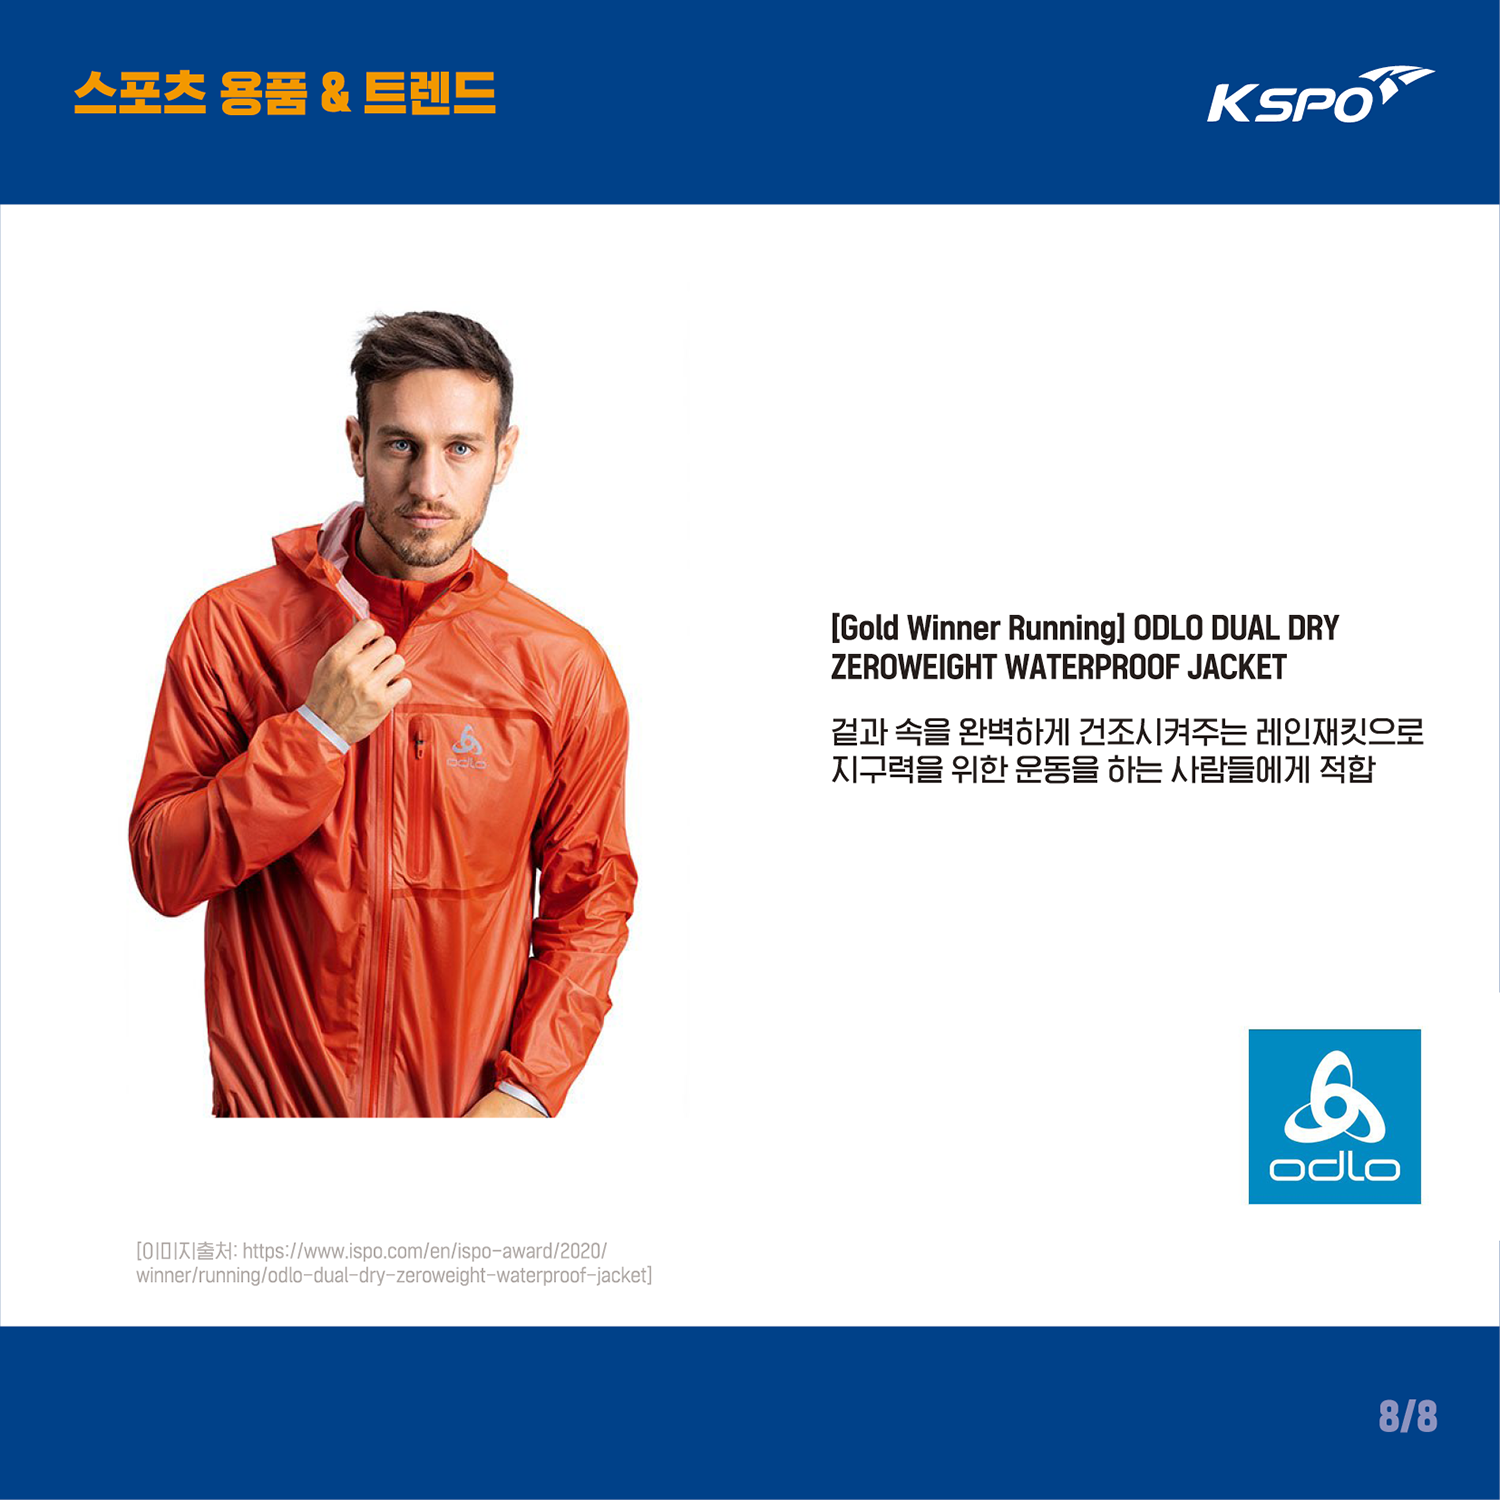 스포츠 용품 & 트렌드
KSPO
[Gold Winner Running] ODLO DUAL DRY
ZEROWEIGHT WATERPROOF JACKET
겉과 속을 완벽하게 건조시켜주는 레인재킷으로
지구력을 위한 운동을 하는 사람들에게 적합
odlo
odlo
[이미지출처: https://www.ispo.com/en/ispo-award/2020/
winner/running/odlo-dual-dry-zeroweight-waterproof-jacket]
8/8